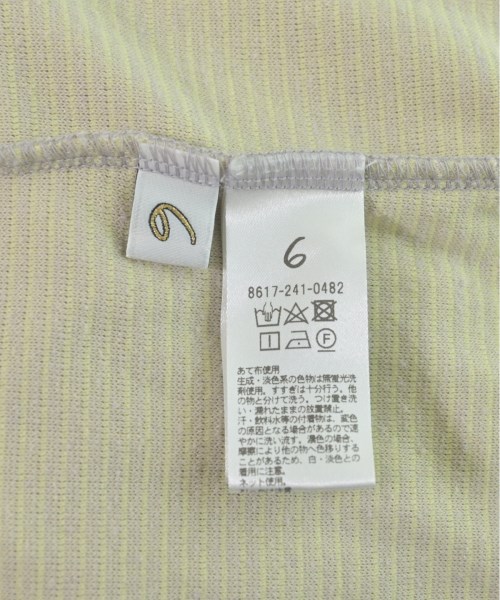 6
6
8617-241-0482
あて布使用
生成・淡色系の色物は無蛍光洗
剤使用。すすぎは十分行う。他
の物と分けて洗う。つけ置き洗
い・濡れたままの放置禁止。
汗・飲料水等の付着物は、変色
の原因となる場合があるので速
やかに洗い流す。濃色の場合、
摩擦により他の物へ色移りする
ことがあるため、白・淡色との
着用に注意。
ネット使用。